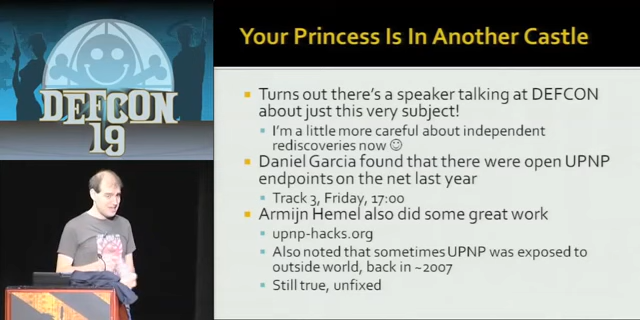 DEFCON
19
Your Princess Is In Another Castle
Turns out there's a speaker talking at DEFCON
about just this very subject!
I'm a little more careful about independent
rediscoveries now ☺
Daniel Garcia found that there were open UPNP
endpoints on the net last year
Track 3, Friday, 17:00
Armijn Hemel also did some great work
upnp-hacks.org
Also noted that sometimes UPNP was exposed to
outside world, back in ~2007
Still true, unfixed